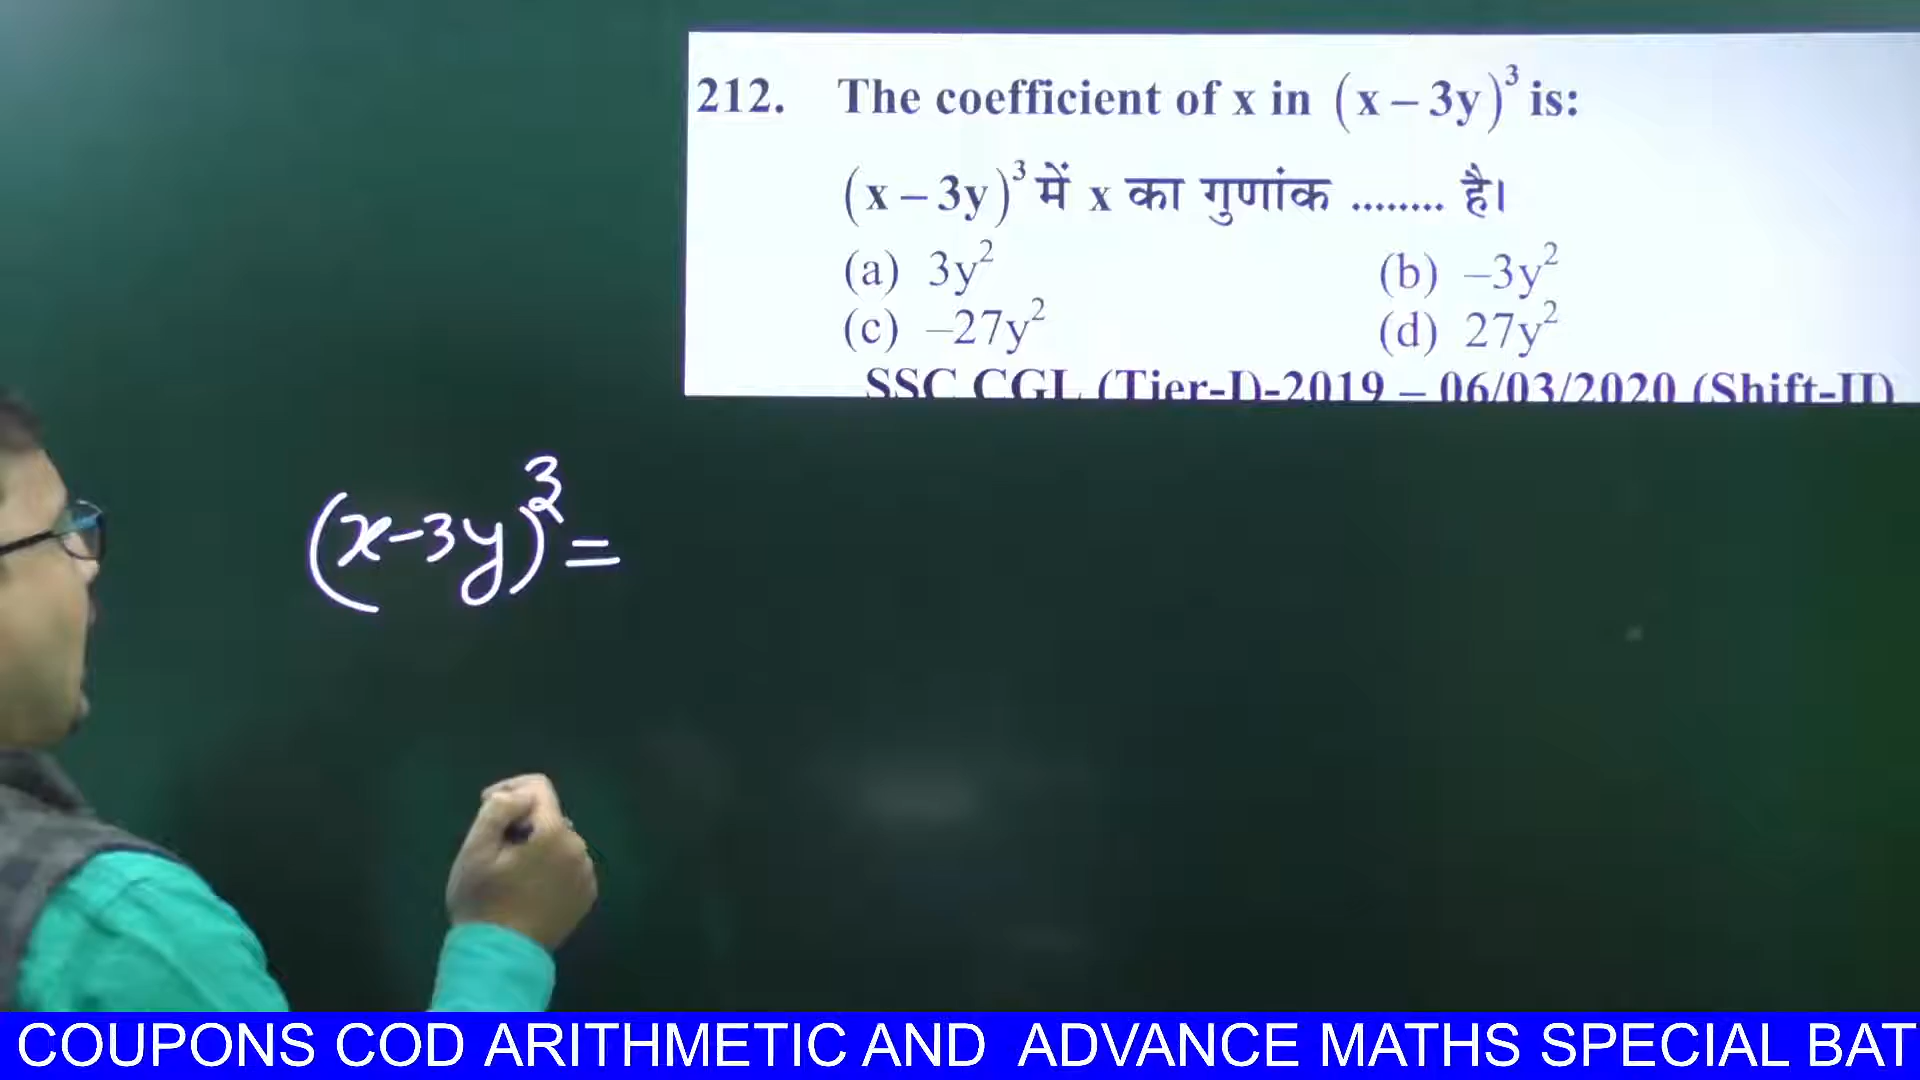 212. The coefficient of x in (x – 3y)³ is:
(x – 3y)³ में x का गुणांक ........ है।
(a) 3y² (b) –3y²
(c) –27y² (d) 27y²
SSC CGL (Tier-I)-2019 – 06/03/2020 (Shift-II)
(x-3y)³=
COUPONS COD ARITHMETIC AND ADVANCE MATHS SPECIAL BAT